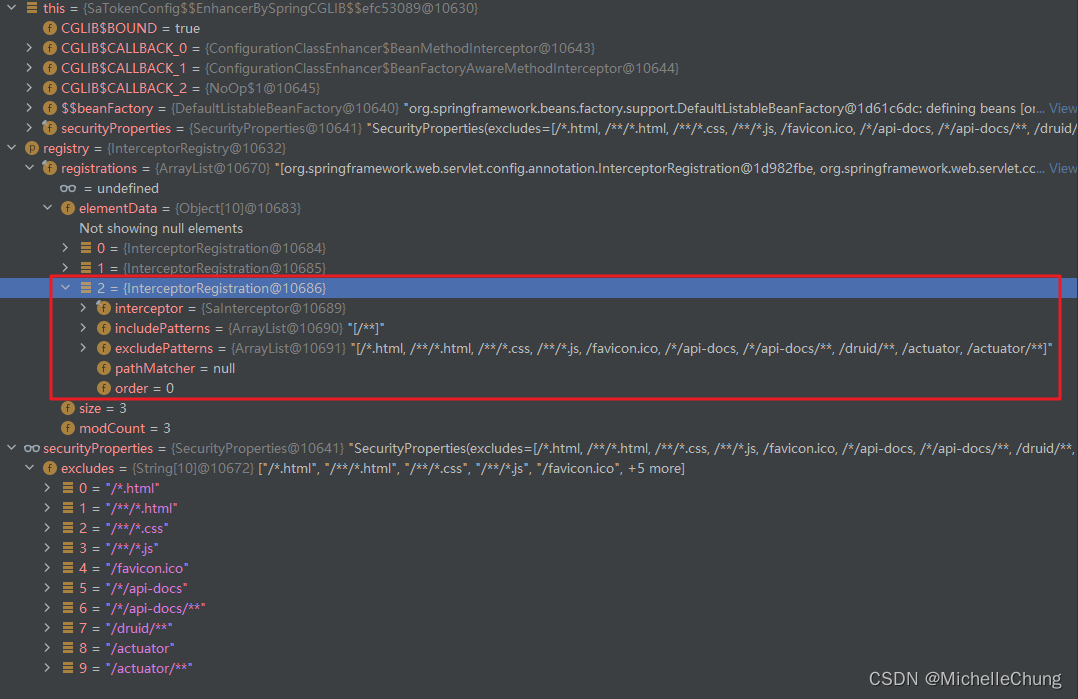 this = {SaTokenConfig$$EnhancerBySpringCGLIB$$efc53089@10630}
CGLIB$BOUND = true
CGLIB$CALLBACK_0 = {ConfigurationClassEnhancer$BeanMethodInterceptor@10643}
CGLIB$CALLBACK_1 = {ConfigurationClassEnhancer$BeanFactoryAwareMethodInterceptor@10644}
CGLIB$CALLBACK_2 = {NoOp$1@10645}
$$beanFactory = {DefaultListableBeanFactory@10640} "org.springframework.beans.factory.support.DefaultListableBeanFactory@1d61c6dc: defining beans [or... View
securityProperties = {SecurityProperties@10641} "SecurityProperties(excludes=[/*.html, /**/*.html, /**/*.css, /**/*.js, /favicon.ico, /*/api-docs, /*/api-docs/**, /druid/
registry = {InterceptorRegistry@10632}
registrations = {ArrayList@10670} "[org.springframework.web.servlet.config.annotation.InterceptorRegistration@1d982fbe, org.springframework.web.servlet.cc... View
= undefined
elementData = {Object[10]@10683}
Not showing null elements
0 = {InterceptorRegistration@10684}
1 = {InterceptorRegistration@10685}
2 = {InterceptorRegistration@10686}
interceptor = {SaInterceptor@10689}
includePatterns = {ArrayList@10690} "[/**]"
excludePatterns = {ArrayList@10691} "[/*.html, /**/*.html, /**/*.css, /**/*.js, /favicon.ico, /*/api-docs, /*/api-docs/**, /druid/**, /actuator, /actuator/**]"
pathMatcher = null
order = 0
size = 3
modCount = 3
securityProperties = {SecurityProperties@10641} "SecurityProperties(excludes=[/*.html, /**/*.html, /**/*.css, /**/*.js, /favicon.ico, /*/api-docs, /*/api-docs/**, /druid/**,
excludes = {String[10]@10672} ["/*.html", "/**/*.html", "/**/*.css", "/**/*.js", "/favicon.ico", +5 more]
0 = "/*.html"
1 = "/**/*.html"
2 = "/**/*.css"
3 = "/**/*.js"
4 = "/favicon.ico"
5 = "/*/api-docs"
6 = "/*/api-docs/**"
7 = "/druid/**"
8 = "/actuator"
9 = "/actuator/**"
CSDN @MichelleChung